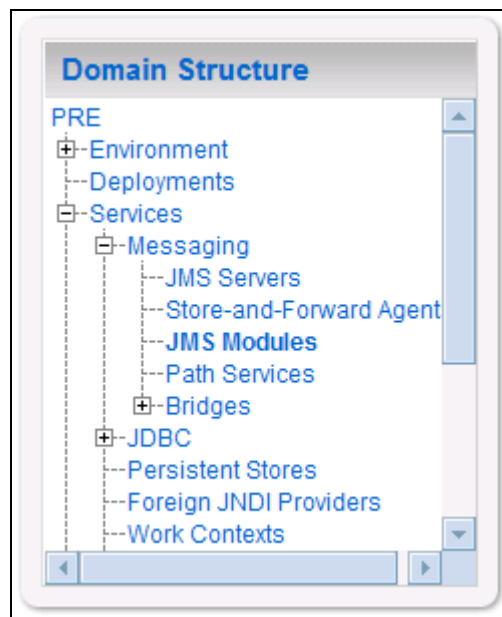 Domain Structure
PRE
Environment
Deployments
Services
Messaging
JMS Servers
Store-and-Forward Agent
JMS Modules
Path Services
Bridges
JDBC
Persistent Stores
Foreign JNDI Providers
Work Contexts